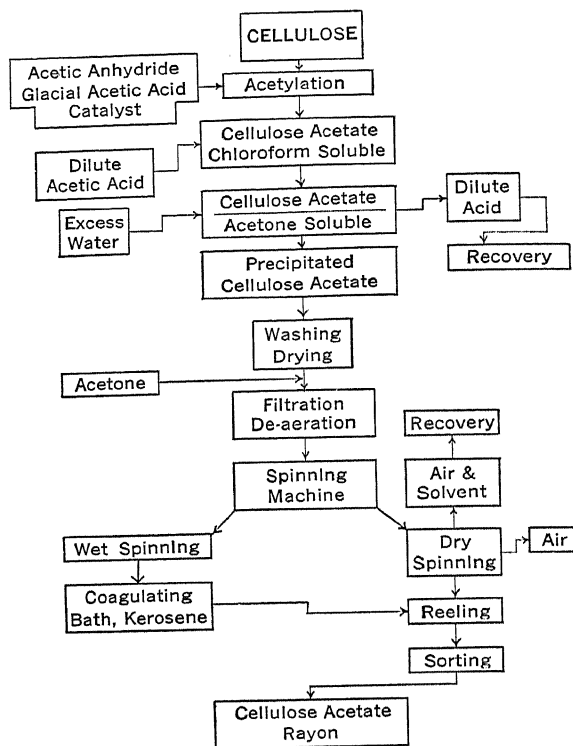 CELLULOSE
Acetic Anhydride
Glacial Acetic Acid
Catalyst
Acetylation
Cellulose Acetate
Chloroform Soluble
Dilute
Acetic Acid
Cellulose Acetate
Acetone Soluble
Dilute
Acid
Excess
Water
Recovery
Precipitated
Cellulose Acetate
Washing
Drying
Acetone
Filtration
De-aeration
Recovery
Spinning
Machine
Air &
Solvent
Wet Spinning
Dry
Spinning
Air
Coagulating
Bath, Kerosene
Reeling
Sorting
Cellulose Acetate
Rayon